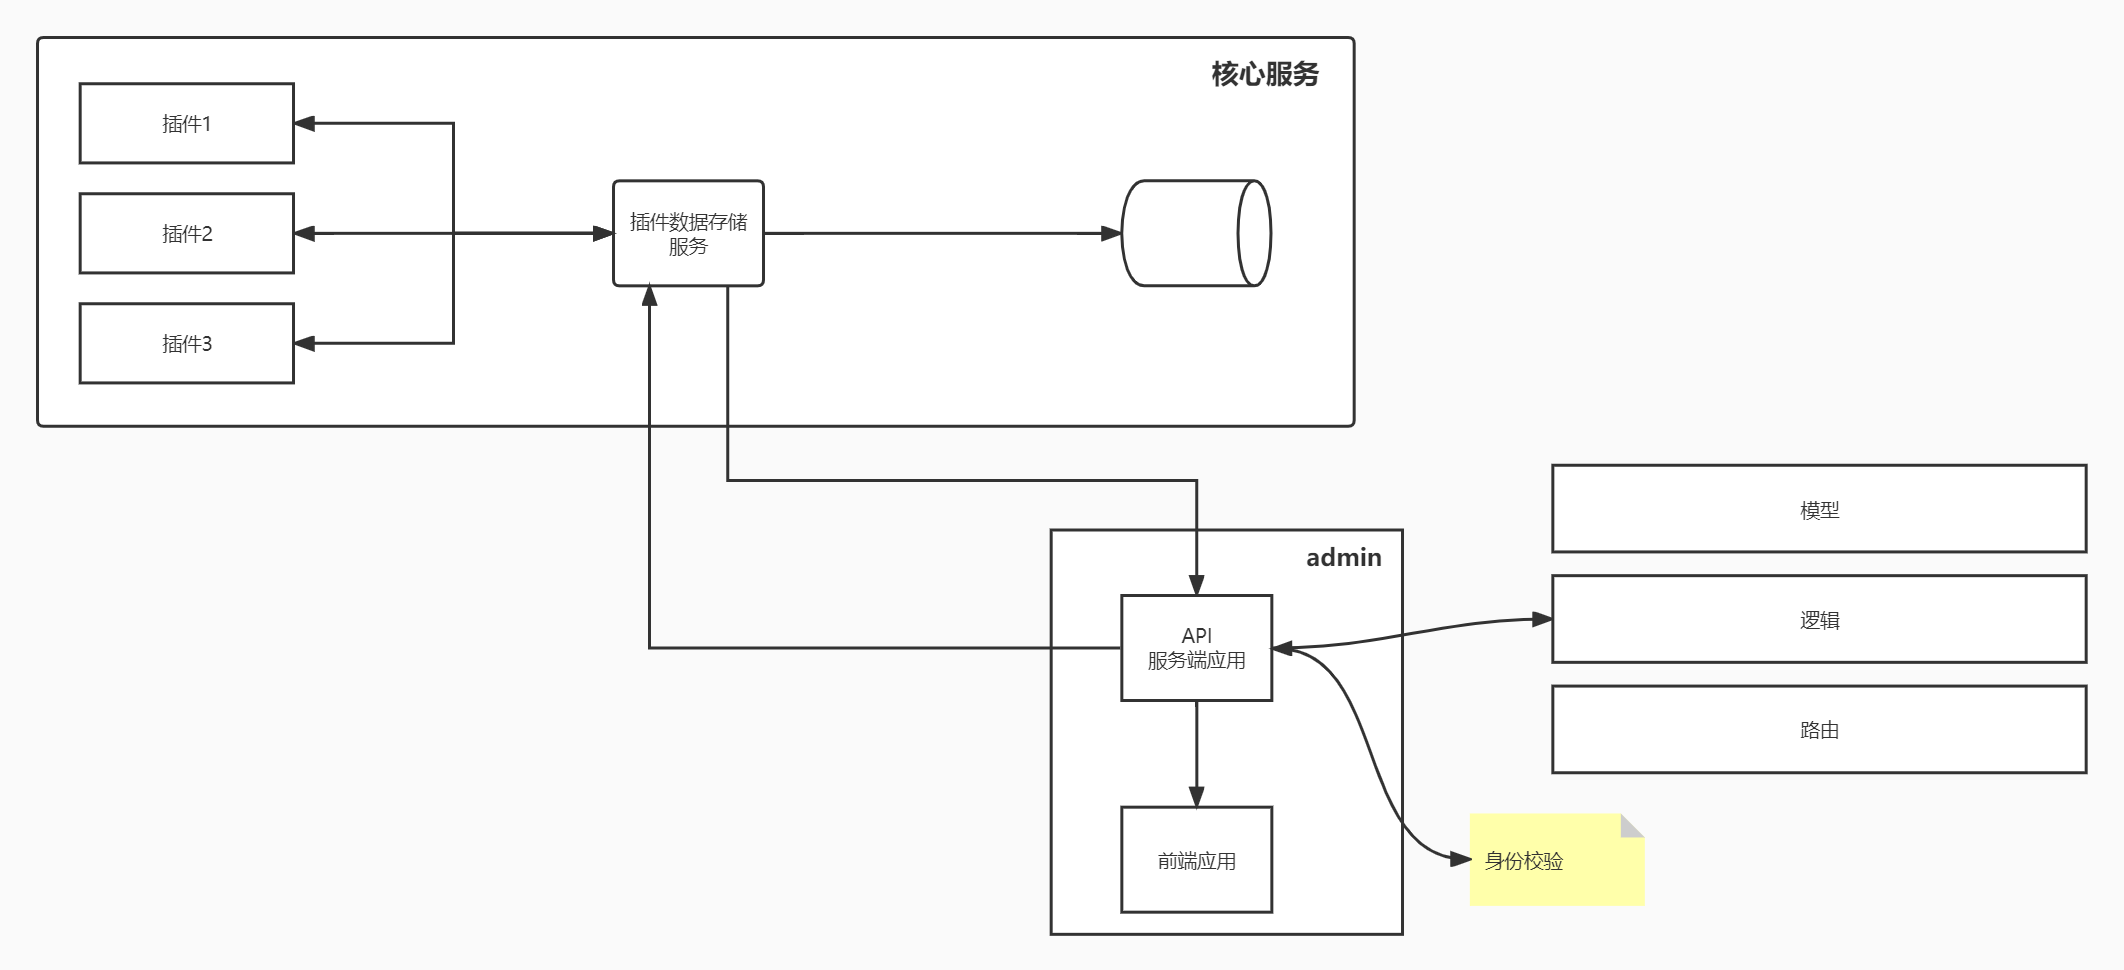 核心服务
插件1
插件2
插件3
插件数据存储
服务
admin
API
服务端应用
前端应用
模型
逻辑
路由
身份校验